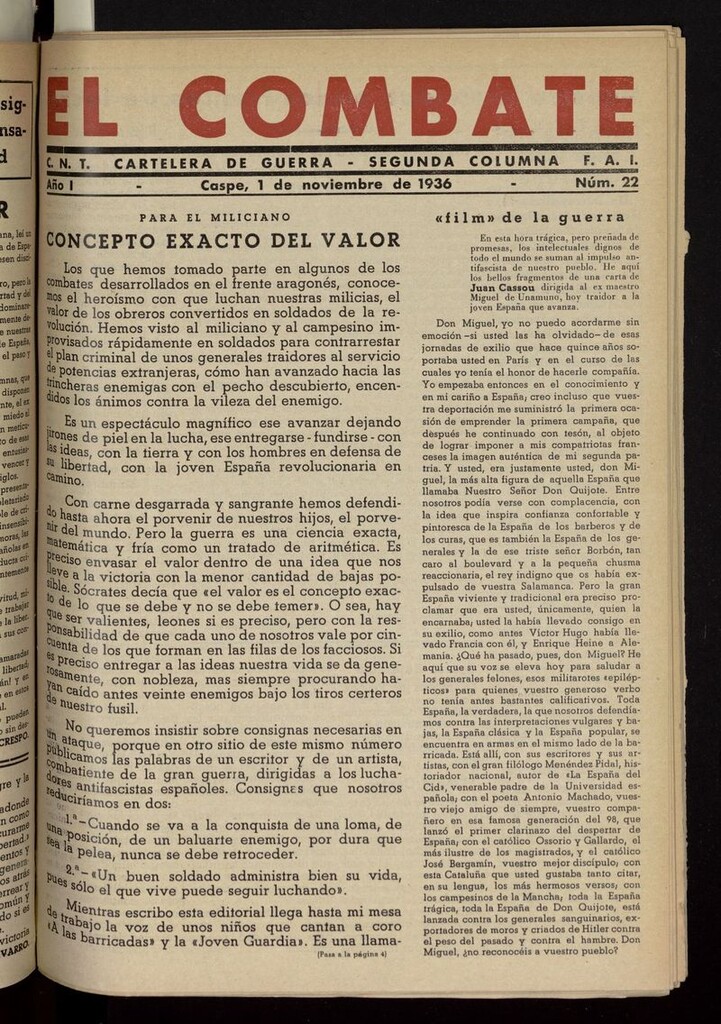 EL COMBATE
C. N. T. CARTELERA DE GUERRA - SEGUNDA COLUMNA F. A. I.
Año I - Caspe, 1 de noviembre de 1936 - Núm. 22
PARA EL MILICIANO
CONCEPTO EXACTO DEL VALOR
Los que hemos tomado parte en algunos de los
combates desarrollados en el frente aragonés, conoce-
mos el heroísmo con que luchan nuestras milicias, el
valor de los obreros convertidos en soldados de la re-
volución. Hemos visto al miliciano y al campesino im-
provisados rápidamente en soldados para contrarrestar
el plan criminal de unos generales traidores al servicio
de potencias extranjeras, cómo han avanzado hacia las
trincheras enemigas con el pecho descubierto, encen-
didos los ánimos contra la vileza del enemigo.
Es un espectáculo magnífico ese avanzar dejando
jirones de piel en la lucha, ese entregarse - fundirse - con
las ideas, con la tierra y con los hombres en defensa de
su libertad, con la joven España revolucionaria en
camino.
Con carne desgarrada y sangrante hemos defendi-
do hasta ahora el porvenir de nuestros hijos, el porve-
nir del mundo. Pero la guerra es una ciencia exacta,
matemática y fría como un tratado de aritmética. Es
preciso envasar el valor dentro de una idea que nos
lleve a la victoria con la menor cantidad de bajas po-
sible. Sócrates decía que «el valor es el concepto exac-
to de lo que se debe y no se debe temer». O sea, hay
que ser valientes, leones si es preciso, pero con la res-
ponsabilidad de que cada uno de nosotros vale por cin-
cuenta de los que forman en las filas de los facciosos. Si
es preciso entregar a las ideas nuestra vida se da gene-
rosamente, con nobleza, mas siempre procurando ha-
yan caído antes veinte enemigos bajo los tiros certeros
de nuestro fusil.
No queremos insistir sobre consignas necesarias en
un ataque, porque en otro sitio de este mismo número
publicamos las palabras de un escritor y de un artista,
combatiente de la gran guerra, dirigidas a los lucha-
dores antifascistas españoles. Consignes que nosotros
reduciríamos en dos:
1.ª—Cuando se va a la conquista de una loma, de
una posición, de un baluarte enemigo, por dura que
sea la pelea, nunca se debe retroceder.
2.ª—«Un buen soldado administra bien su vida,
pues sólo el que vive puede seguir luchando».
Mientras escribo esta editorial llega hasta mi mesa
de trabajo la voz de unos niños que cantan a coro
«A las barricadas» y la «Joven Guardia». Es una llama-
(Pasa a la página 4)
«film» de la guerra
En esta hora trágica, pero preñada de
promesas, los intelectuales dignos de
todo el mundo se suman al impulso an-
tifascista de nuestro pueblo. He aquí
los bellos fragmentos de una carta de
Juan Cassou dirigida al ex maestro
Miguel de Unamuno, hoy traidor a la
joven España que avanza.
Don Miguel, yo no puedo acordarme sin
emoción—si usted las ha olvidado—de esas
jornadas de exilio que hace quince años so-
portaba usted en París y en el curso de las
cuales yo tenía el honor de hacerle compañía.
Yo empezaba entonces en el conocimiento y
en mi cariño a España; creo incluso que vues-
tra deportación me suministró la primera oca-
sión de emprender la primera campaña, que
después he continuado con tesón, al objeto
de lograr imponer a mis compatriotas fran-
ceses la imagen auténtica de mi segunda pa-
tria. Y usted, era justamente usted, don Mi-
guel, la más alta figura de aquella España que
llamaba Nuestro Señor Don Quijote. Entre
nosotros podía verse con complacencia, con
la idea que inspira confianza confortable y
pintoresca de la España de los barberos y de
los curas, que es también la España de los ge-
nerales y la de ese triste señor Borbón, tan
caro al boulevard y a la pequeña chusma
reaccionaria, el rey indigno que os había ex-
pulsado de vuestra Salamanca. Pero la gran
España viviente y tradicional era preciso pro-
clamar que era usted, únicamente, quien la
encarnaba; usted la había llevado consigo en
su exilio, como antes Víctor Hugo había lle-
vado Francia con él, y Enrique Heine a Ale-
mania. ¿Qué ha pasado, pues, don Miguel? He
aquí que su voz se eleva hoy para saludar a
los generales felones, esos militarotes «epilép-
ticos» para quienes vuestro generoso verbo
no tenía antes bastantes calificativos. Toda
España, la verdadera, la que nosotros defendía-
mos contra las interpretaciones vulgares y ba-
jas, la España clásica y la España popular, se
encuentra en armas en el mismo lado de la ba-
rricada. Está allí, con sus escritores y sus ar-
tistas, con el gran filólogo Menéndez Pidal, his-
toriador nacional, autor de «La España del
Cid», venerable padre de la Universidad es-
pañola; con el poeta Antonio Machado, vues-
tro viejo amigo de siempre, vuestro compa-
ñero en esa famosa generación del 98, que
lanzó el primer clarinazo del despertar de
España; con el católico Ossorio y Gallardo, el
más ilustre de los magistrados, y el católico
José Bergamín, vuestro mejor discípulo; con
esta Cataluña que usted gustaba tanto citar,
en su lengua, los más hermosos versos; con
los campesinos de la Mancha; toda la España
trágica, toda la España de Don Quijote, está
lanzada contra los generales sanguinarios, ex-
portadores de moros y criados de Hitler contra
el peso del pasado y contra el hambre. Don
Miguel, ¿no reconocéis a vuestro pueblo?